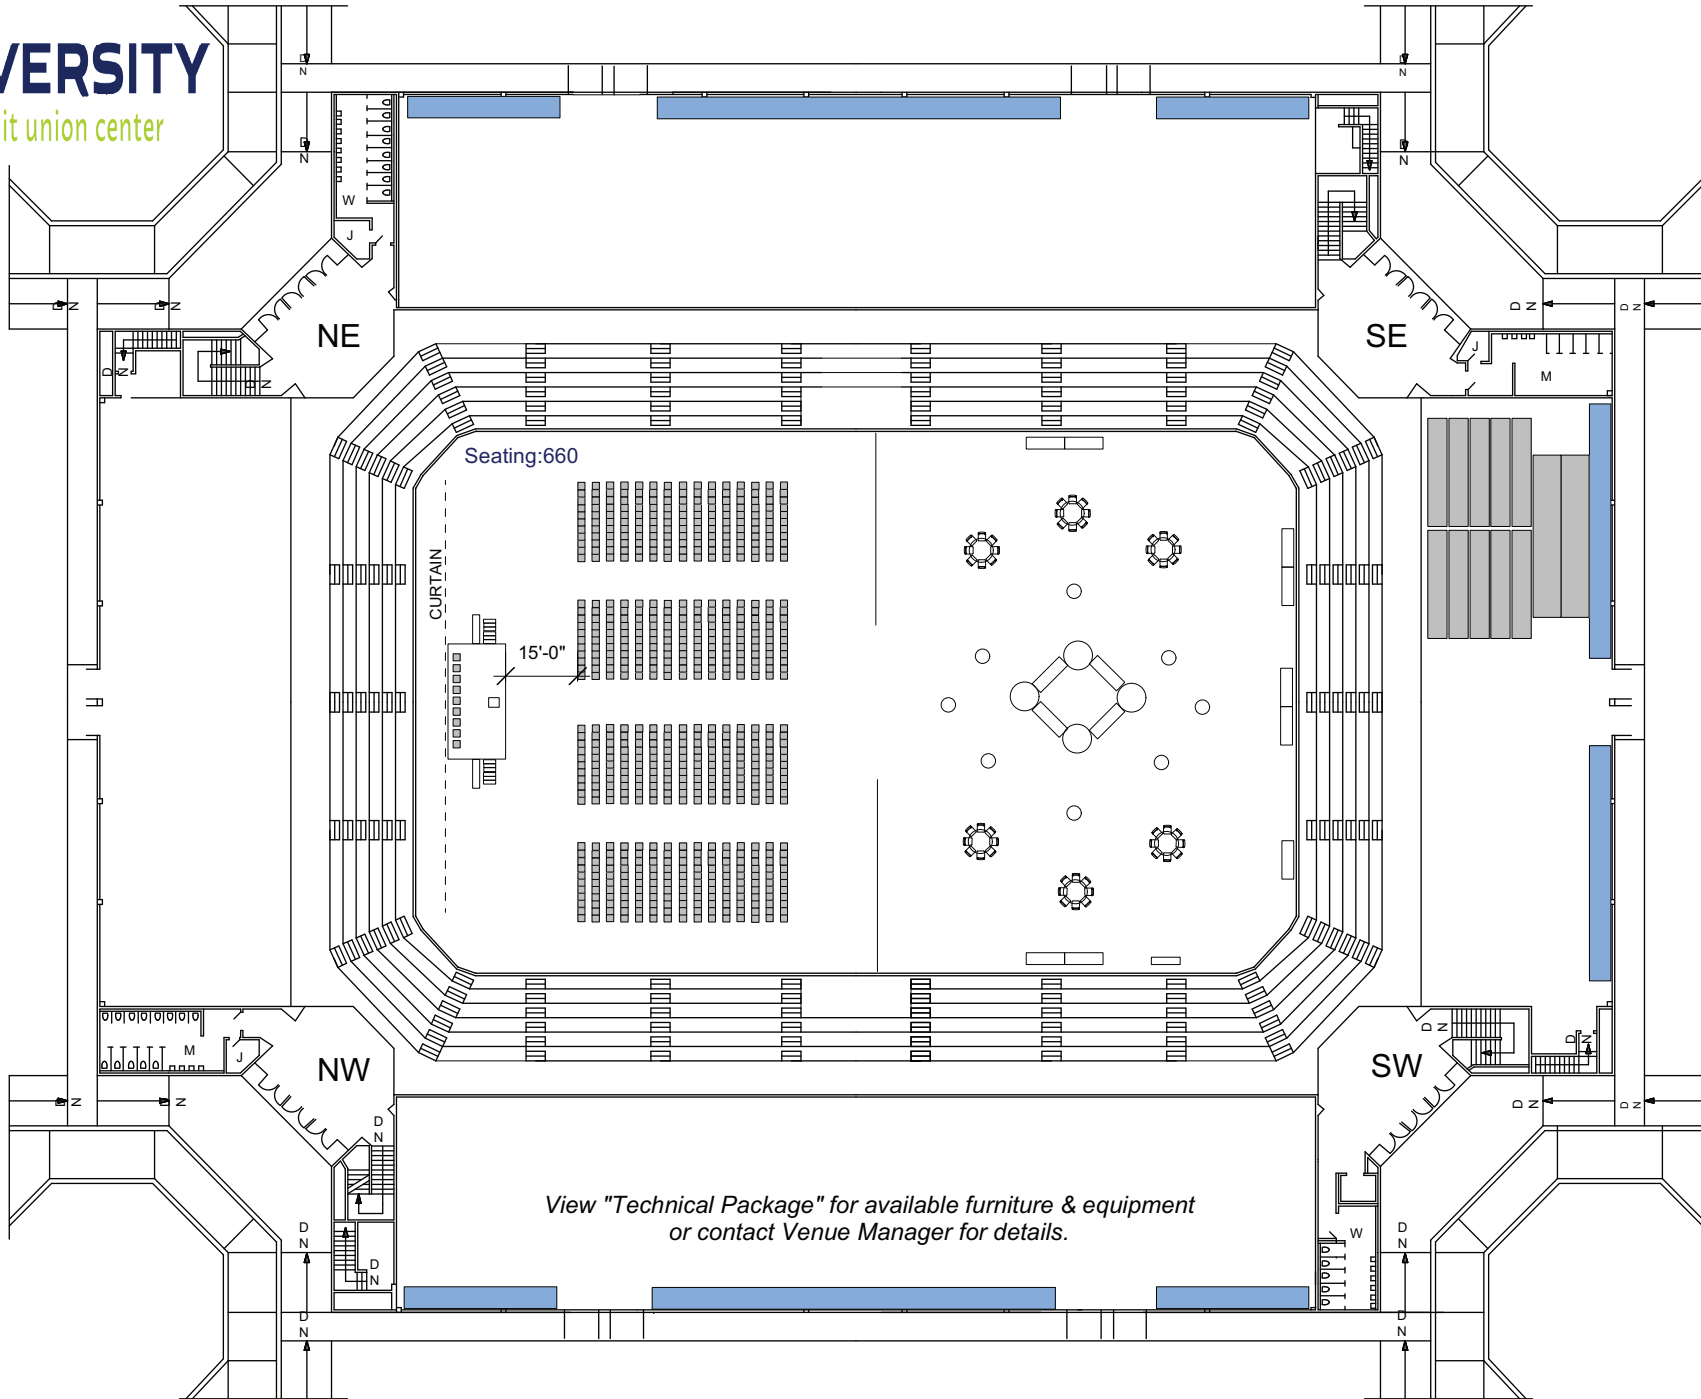 VERSITY
it union center
D N
D N
D N
D N
W
J
D N
D N
D N
D N
NE
SE
J
M
D N
D N
Seating:660
CURTAIN
15'-0"
M
J
NW
SW
D N
D N
D N
D N
D N
D N
D N
View "Technical Package" for available furniture & equipment
or contact Venue Manager for details.
W
D N
D N
D N
D N
D N